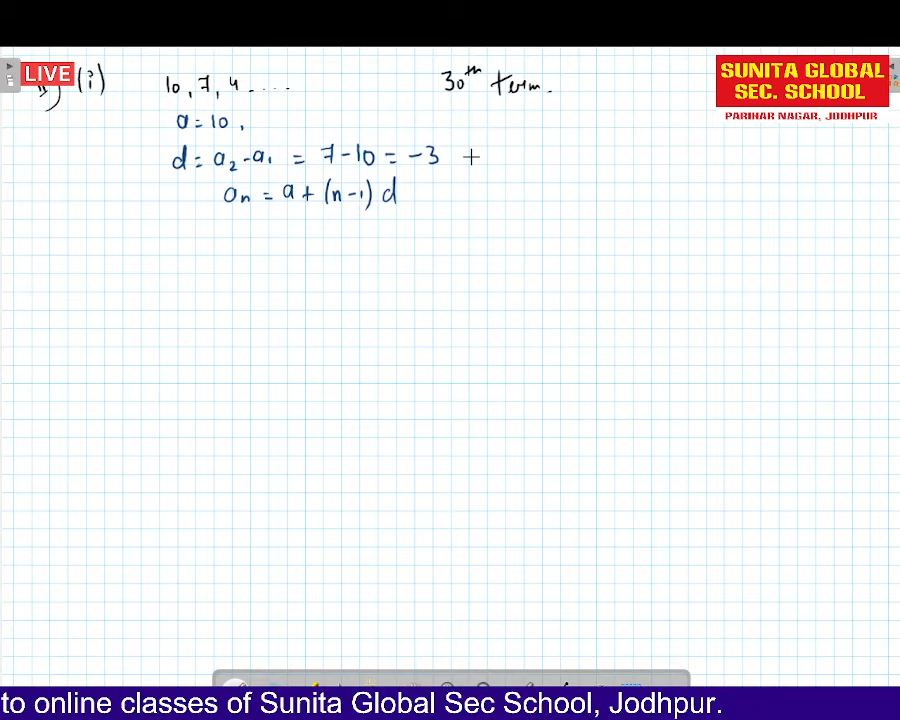 LIVE
(i) 10, 7, 4 ..... 30th term.
SUNITA GLOBAL
SEC. SCHOOL
PARIHAR NAGAR, JODHPUR
a = 10,
d = a2 - a1 = 7 - 10 = -3 +
an = a + (n-1) d
to online classes of Sunita Global Sec School, Jodhpur.